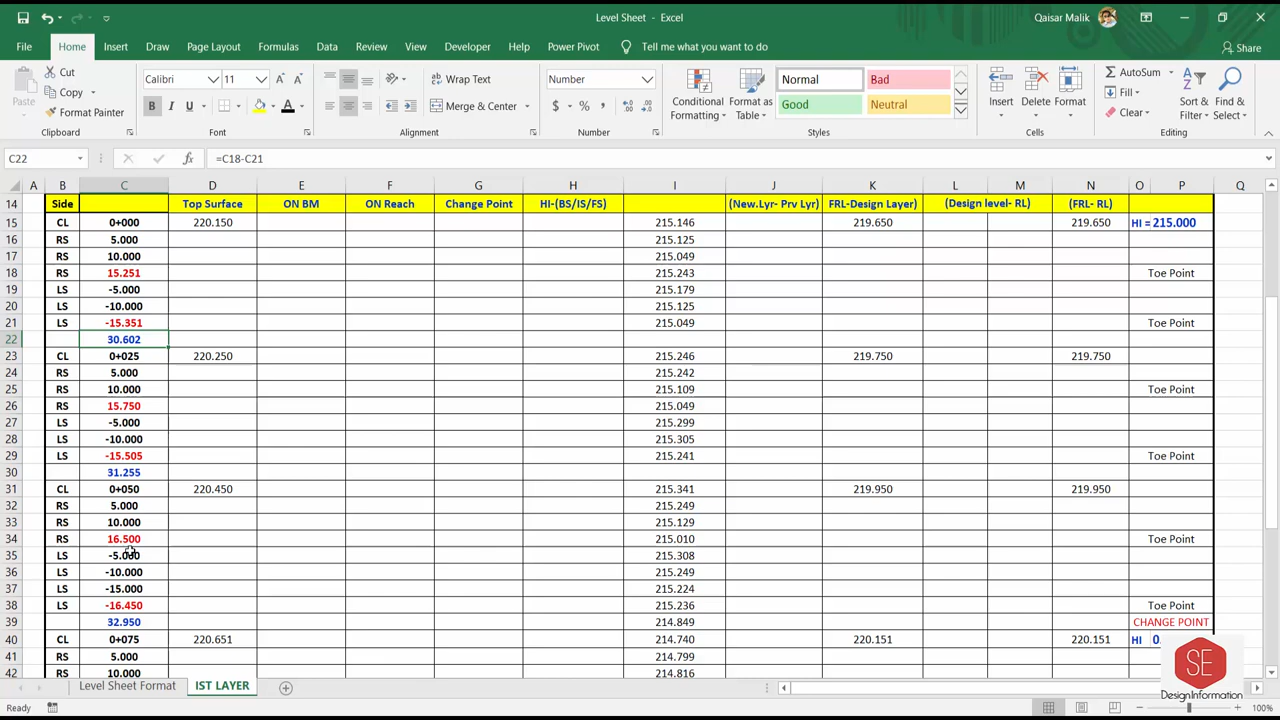 Level Sheet - Excel
Qaisar Malik
File Home Insert Draw Page Layout Formulas Data Review View Developer Help Power Pivot Tell me what you want to do Share
Paste Cut Copy Format Painter Clipboard
Calibri 11 B I U A Font
Wrap Text Merge & Center Alignment
Number $ % , Number
Conditional Formatting Format as Table Normal Bad Good Neutral Styles
Insert Delete Format Cells
AutoSum Fill Clear Sort & Filter Find & Select Editing
C22 fx =C18-C21
A B C D E F G H I J K L M N O P Q
14 Side Top Surface ON BM ON Reach Change Point HI-(BS/IS/FS) (New.Lyr- Prv Lyr) FRL-Design Layer) (Design level- RL) (FRL- RL)
15 CL 0+000 220.150 215.146 219.650 219.650 HI = 215.000
16 RS 5.000 215.125
17 RS 10.000 215.049
18 RS 15.251 215.243 Toe Point
19 LS -5.000 215.179
20 LS -10.000 215.125
21 LS -15.351 215.049 Toe Point
22 30.602
23 CL 0+025 220.250 215.246 219.750 219.750
24 RS 5.000 215.242
25 RS 10.000 215.109 Toe Point
26 RS 15.750 215.049
27 LS -5.000 215.299
28 LS -10.000 215.305
29 LS -15.505 215.241 Toe Point
30 31.255
31 CL 0+050 220.450 215.341 219.950 219.950
32 RS 5.000 215.249
33 RS 10.000 215.129
34 RS 16.500 215.010 Toe Point
35 LS -5.000 215.308
36 LS -10.000 215.249
37 LS -15.000 215.224
38 LS -16.450 215.236 Toe Point
39 32.950 214.849 CHANGE POINT
40 CL 0+075 220.651 214.740 220.151 220.151 HI
41 RS 5.000 214.799
42 RS 10.000 214.816
SE
DesignInformation
Level Sheet Format IST LAYER
Ready 100%